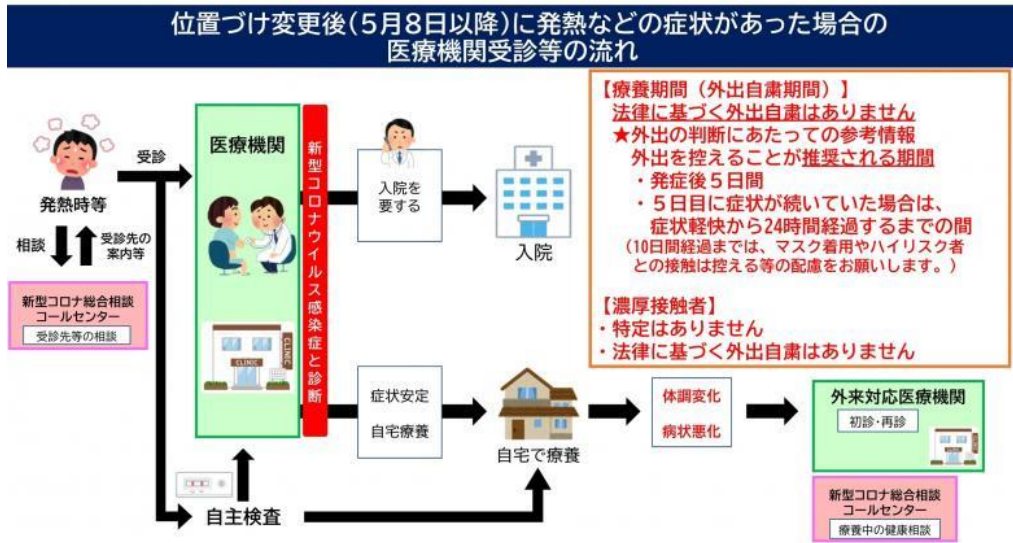 位置づけ変更後(5月8日以降)に発熱などの症状があった場合の
医療機関受診等の流れ
発熱時等
受診
相談
受診先の
案内等
新型コロナ総合相談
コールセンター
受診先等の相談
医療機関
CLINIC
CLINIC
新型コロナウイルス感染症と診断
自主検査
入院を
要する
入院
症状安定
自宅療養
自宅で療養
体調変化
病状悪化
【療養期間(外出自粛期間)】
法律に基づく外出自粛はありません
★外出の判断にあたっての参考情報
外出を控えることが推奨される期間
・発症後5日間
・5日目に症状が続いていた場合は、
症状軽快から24時間経過するまでの間
(10日間経過までは、マスク着用やハイリスク者
との接触は控える等の配慮をお願いします。)
【濃厚接触者】
・特定はありません
・法律に基づく外出自粛はありません
外来対応医療機関
初診・再診
CLINIC
新型コロナ総合相談
コールセンター
療養中の健康相談